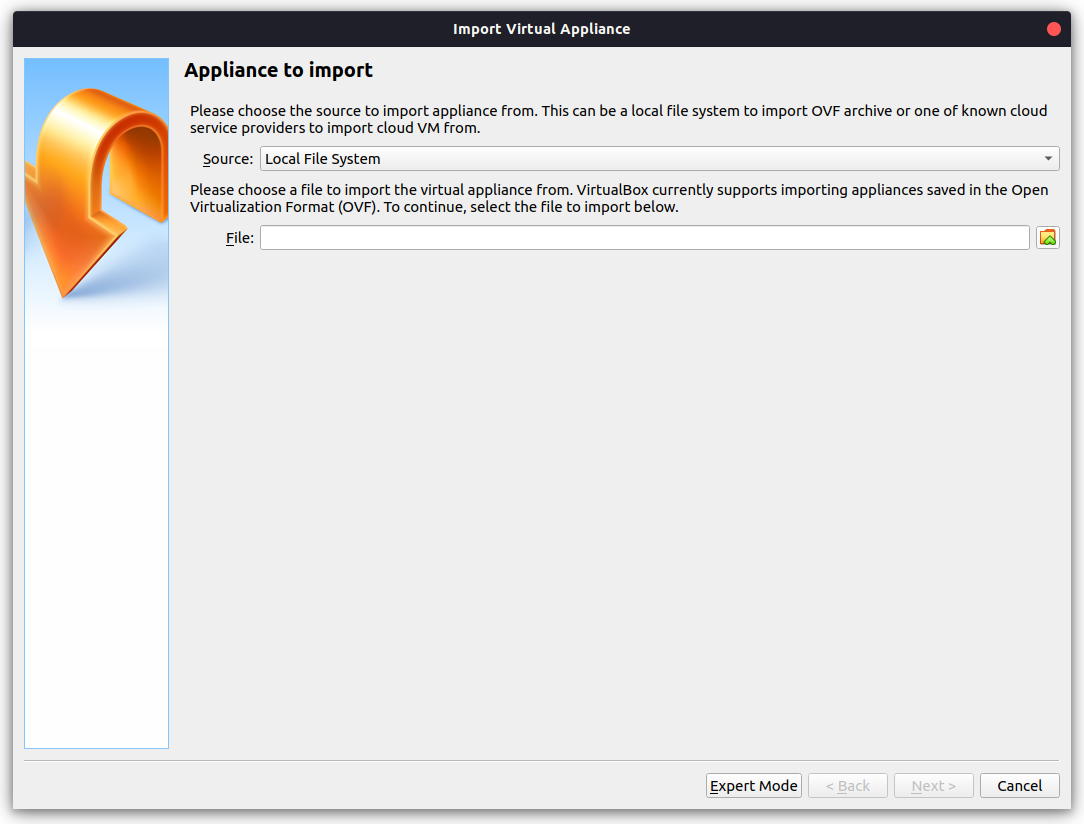 Import Virtual Appliance
Appliance to import
Please choose the source to import appliance from. This can be a local file system to import OVF archive or one of known cloud
service providers to import cloud VM from.
Source: Local File System
Please choose a file to import the virtual appliance from. VirtualBox currently supports importing appliances saved in the Open
Virtualization Format (OVF). To continue, select the file to import below.
File:
Expert Mode < Back Next > Cancel